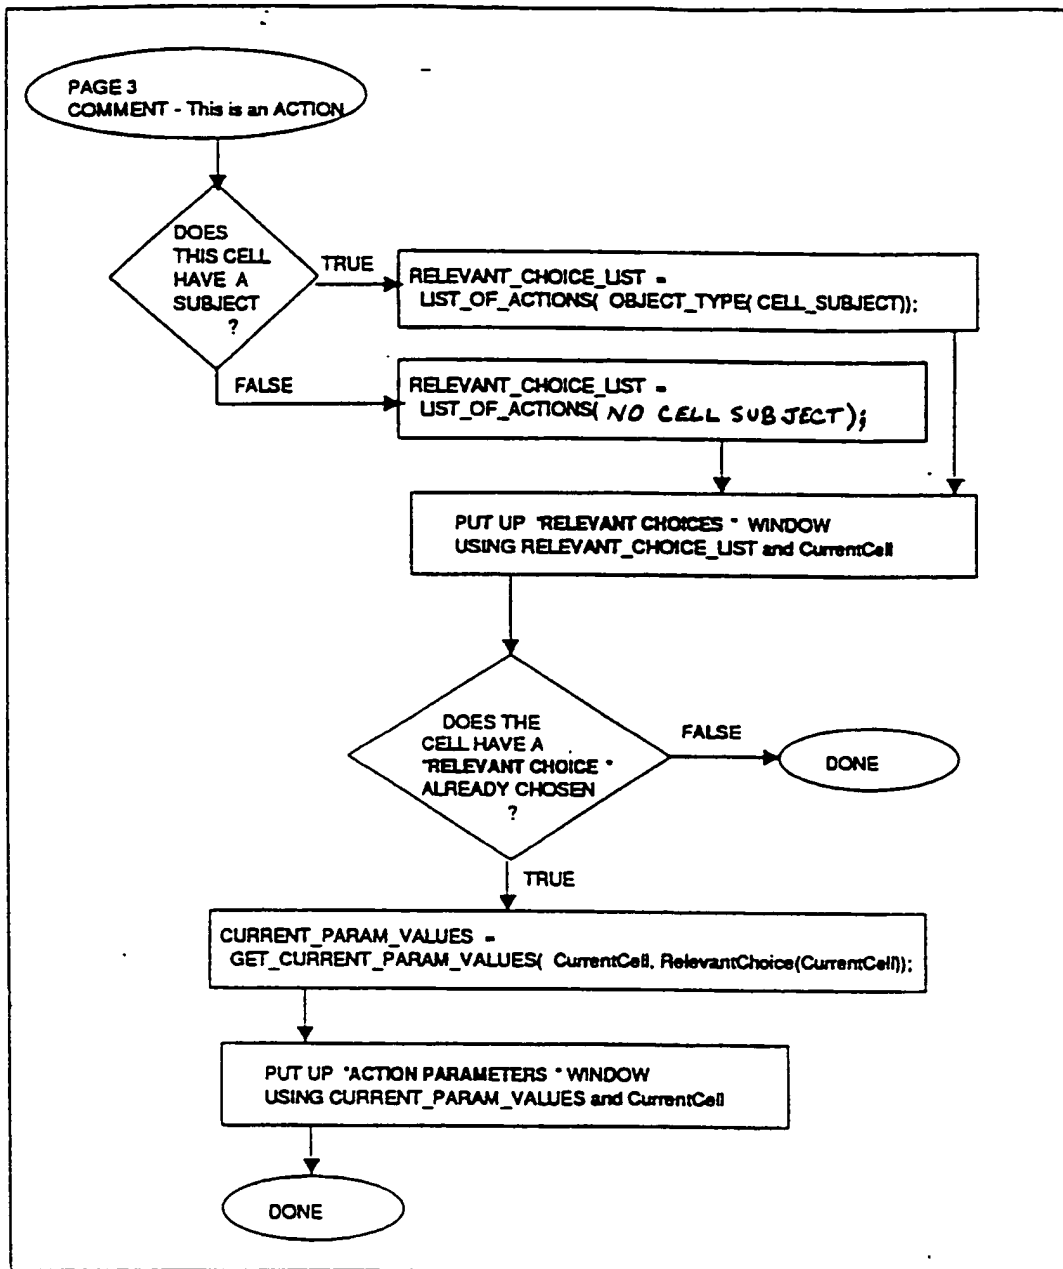 PAGE 3
COMMENT - This is an ACTION
DOES
THIS CELL
HAVE A
SUBJECT
?
TRUE
RELEVANT_CHOICE_LIST =
LIST_OF_ACTIONS( OBJECT_TYPE( CELL_SUBJECT));
FALSE
RELEVANT_CHOICE_LIST =
LIST_OF_ACTIONS( NO CELL SUBJECT);
PUT UP "RELEVANT CHOICES " WINDOW
USING RELEVANT_CHOICE_LIST and CurrentCell
DOES THE
CELL HAVE A
"RELEVANT CHOICE "
ALREADY CHOSEN
?
FALSE
DONE
TRUE
CURRENT_PARAM_VALUES =
GET_CURRENT_PARAM_VALUES( CurrentCell, RelevantChoice(CurrentCell));
PUT UP "ACTION PARAMETERS " WINDOW
USING CURRENT_PARAM_VALUES and CurrentCell
DONE